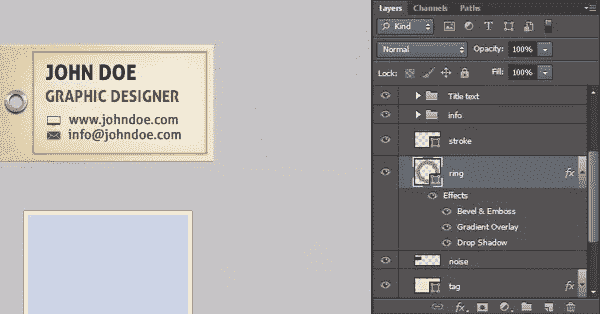 JOHN DOE
GRAPHIC DESIGNER
www.johndoe.com
info@johndoe.com
Layers Channels Paths
Kind T
Normal Opacity: 100%
Lock: Fill: 100%
Title text
info
stroke
ring fx
Effects
Bevel & Emboss
Gradient Overlay
Drop Shadow
noise
tag fx
fx